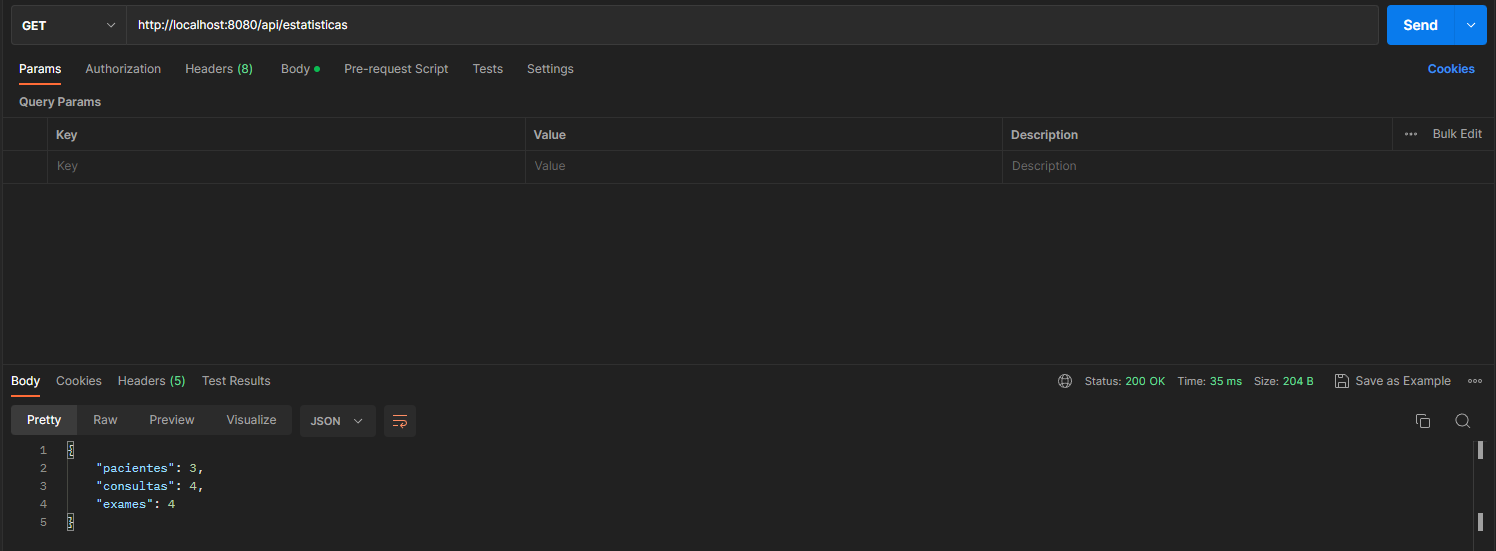 GET http://localhost:8080/api/estatisticas Send
Params Authorization Headers (8) Body Pre-request Script Tests Settings Cookies
Query Params
Key Value Description Bulk Edit
Key Value Description
Body Cookies Headers (5) Test Results Status: 200 OK Time: 35 ms Size: 204 B Save as Example
Pretty Raw Preview Visualize JSON
1 {
2 "pacientes": 3,
3 "consultas": 4,
4 "exames": 4
5 }